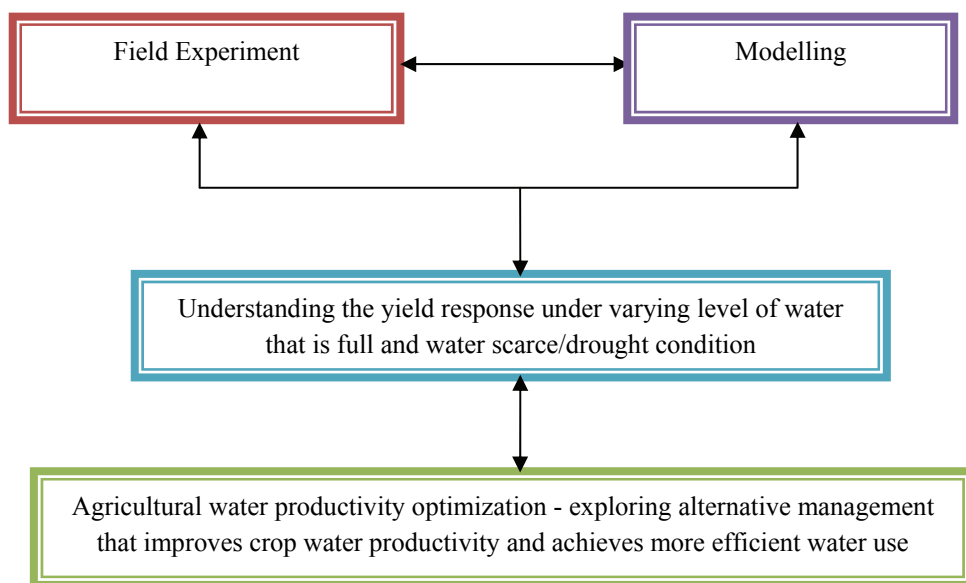 Field Experiment
Modelling
Understanding the yield response under varying level of water
that is full and water scarce/drought condition
Agricultural water productivity optimization - exploring alternative management
that improves crop water productivity and achieves more efficient water use